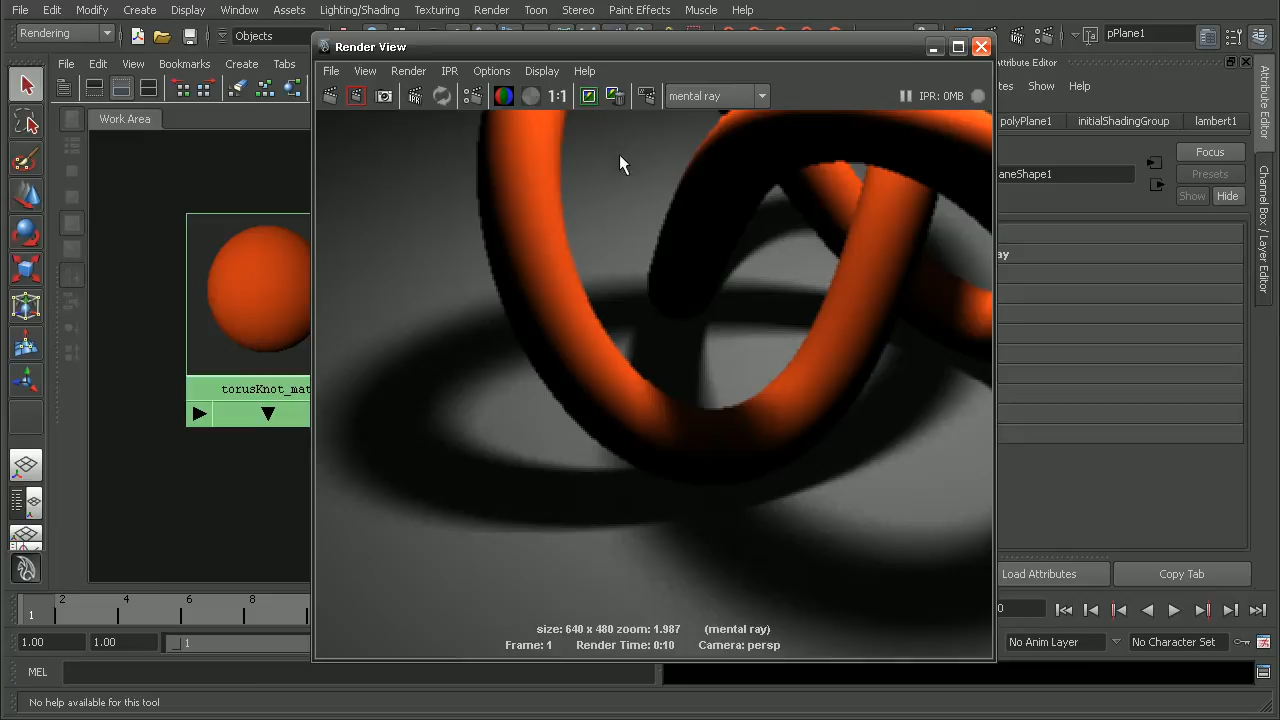 File Edit Modify Create Display Window Assets Lighting/Shading Texturing Render Toon Stereo Paint Effects Muscle Help
Rendering
Objects
pPlane1
Render View
File Edit View Bookmarks Create Tabs
Work Area
torusKnot_mat
File View Render IPR Options Display Help
1:1
mental ray
IPR: 0MB
size: 640 x 480 zoom: 1.987 (mental ray)
Frame: 1 Render Time: 0:10 Camera: persp
Attribute Editor
Show Help
polyPlane1 initialShadingGroup lambert1
Focus
Presets
Show Hide
Load Attributes Copy Tab
Attribute Editor
Channel Box / Layer Editor
1 2 4 6 8
1.00 1.00 1
No Anim Layer No Character Set
MEL
No help available for this tool